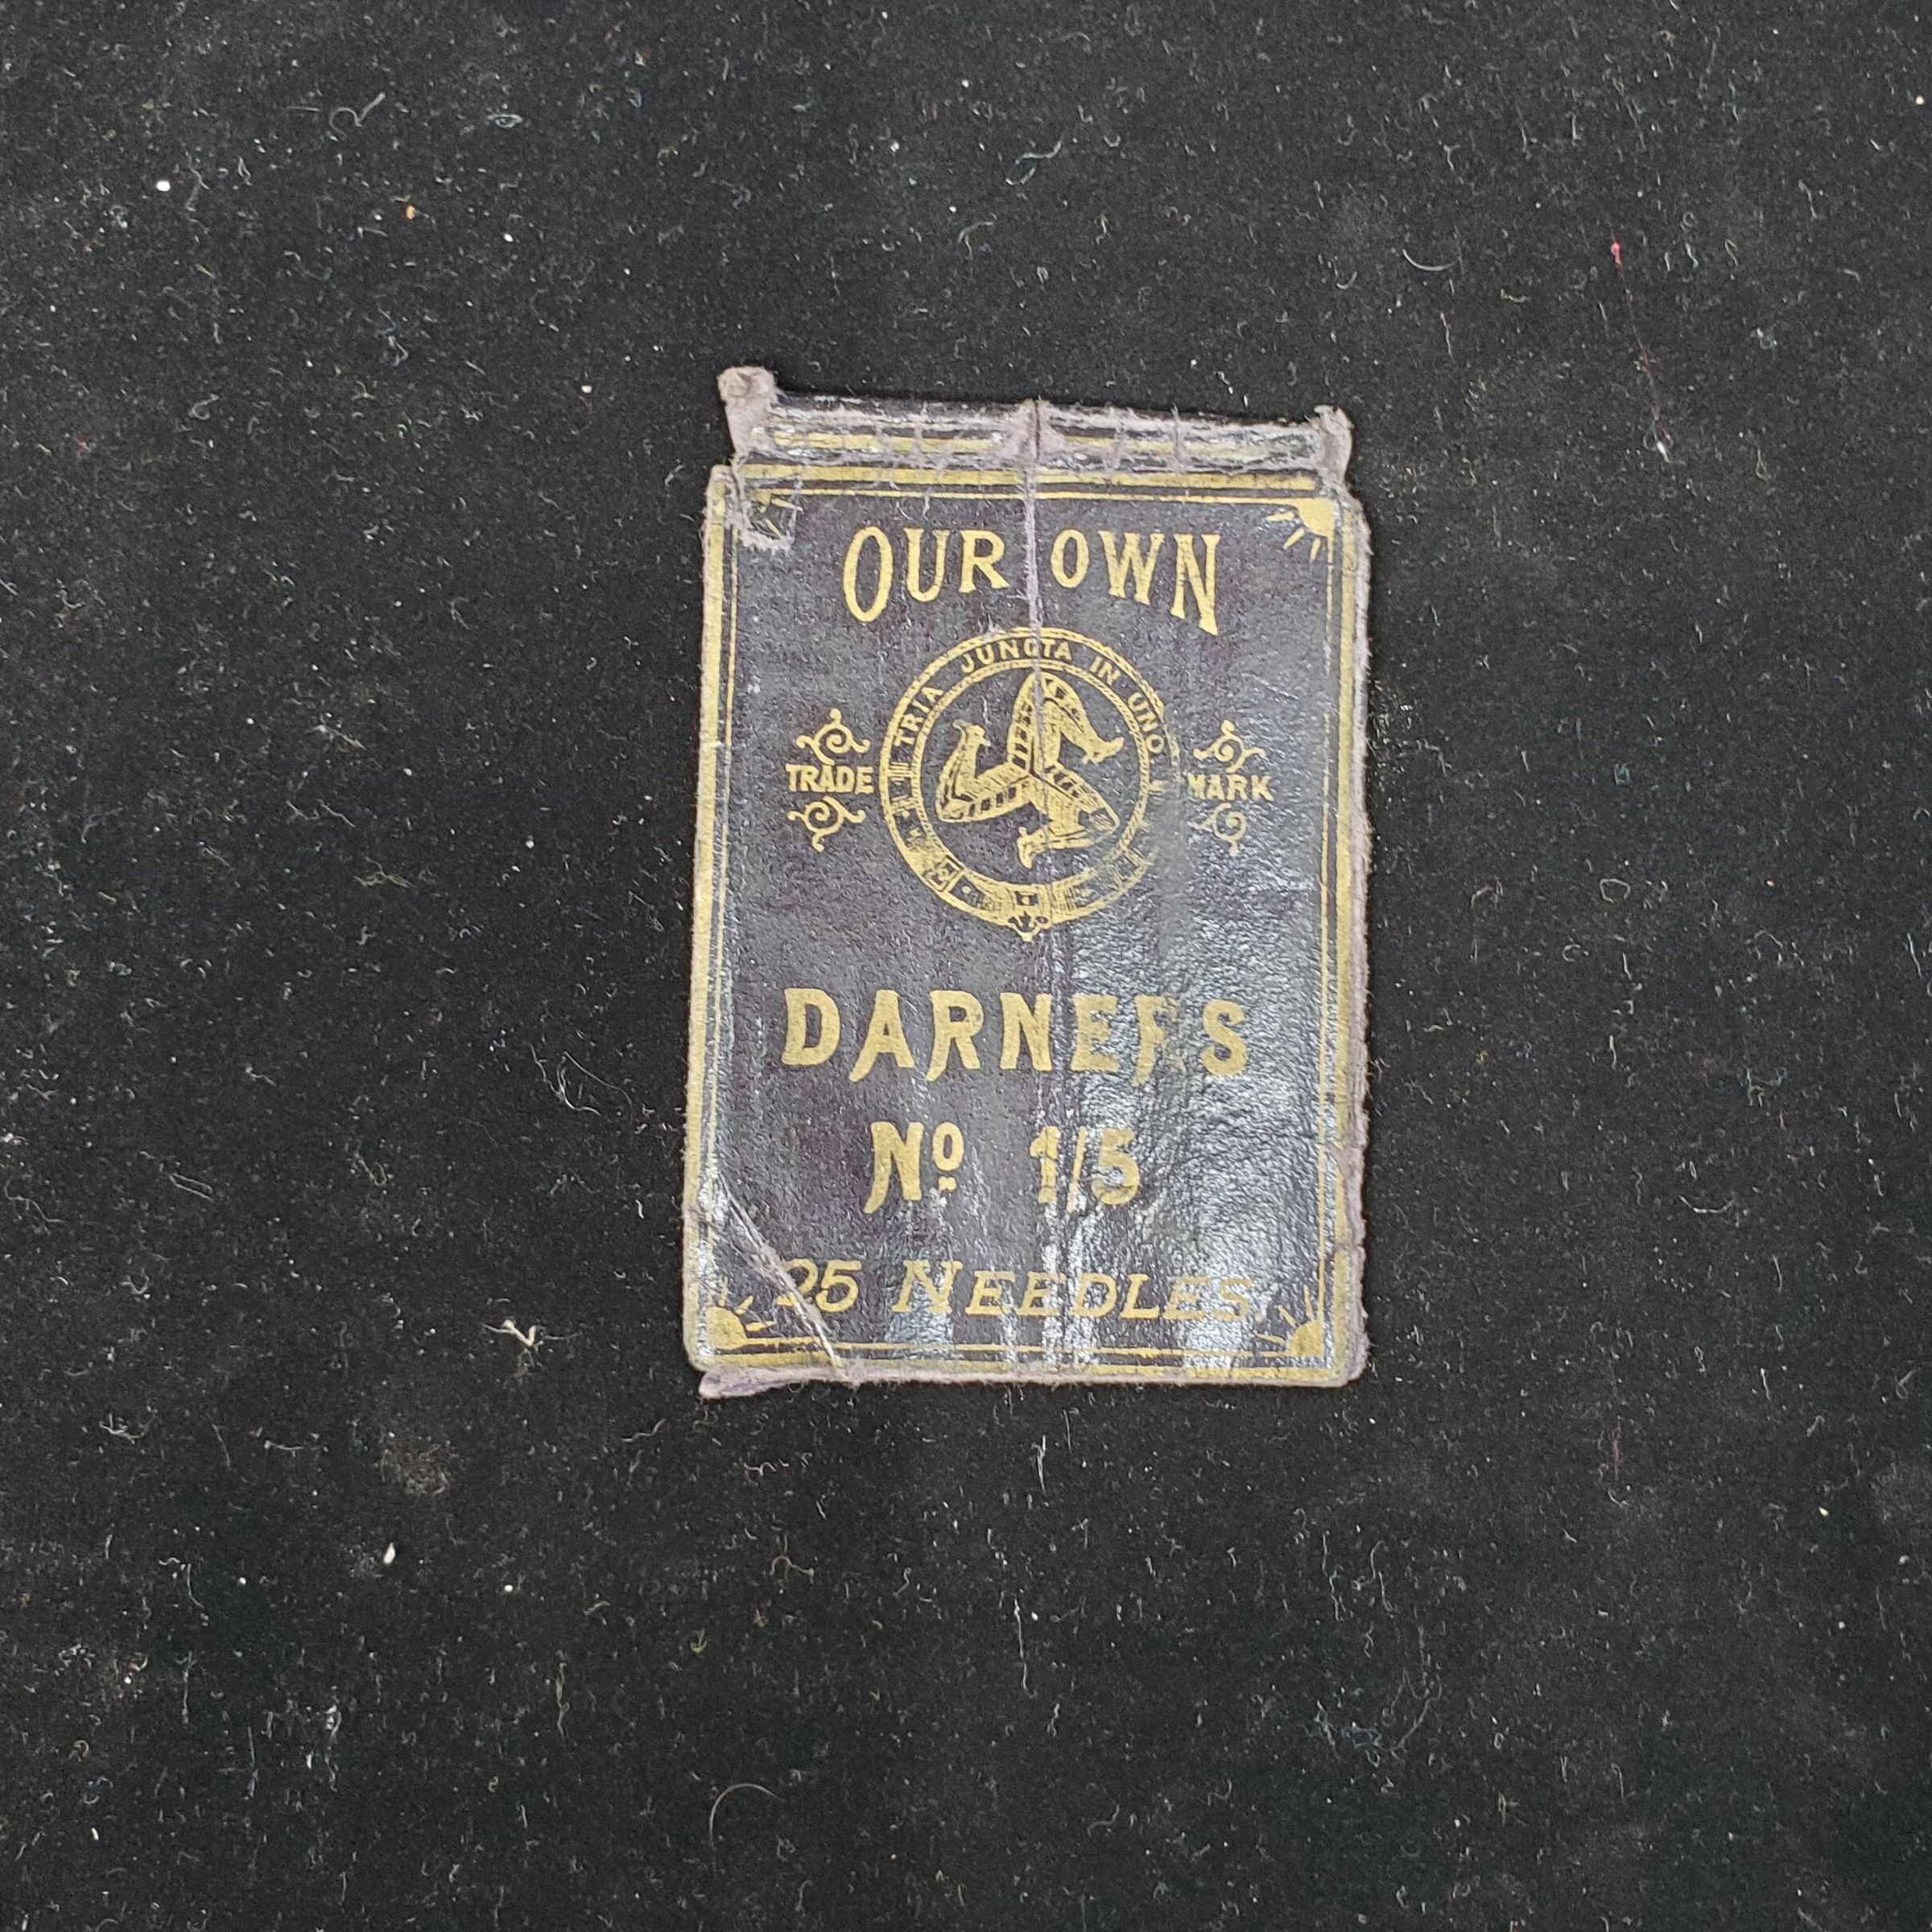 OUR OWN
TRIA JUNCTA IN UNO
TRADE MARK
DARNERS
Nº 1/5
25 NEEDLES